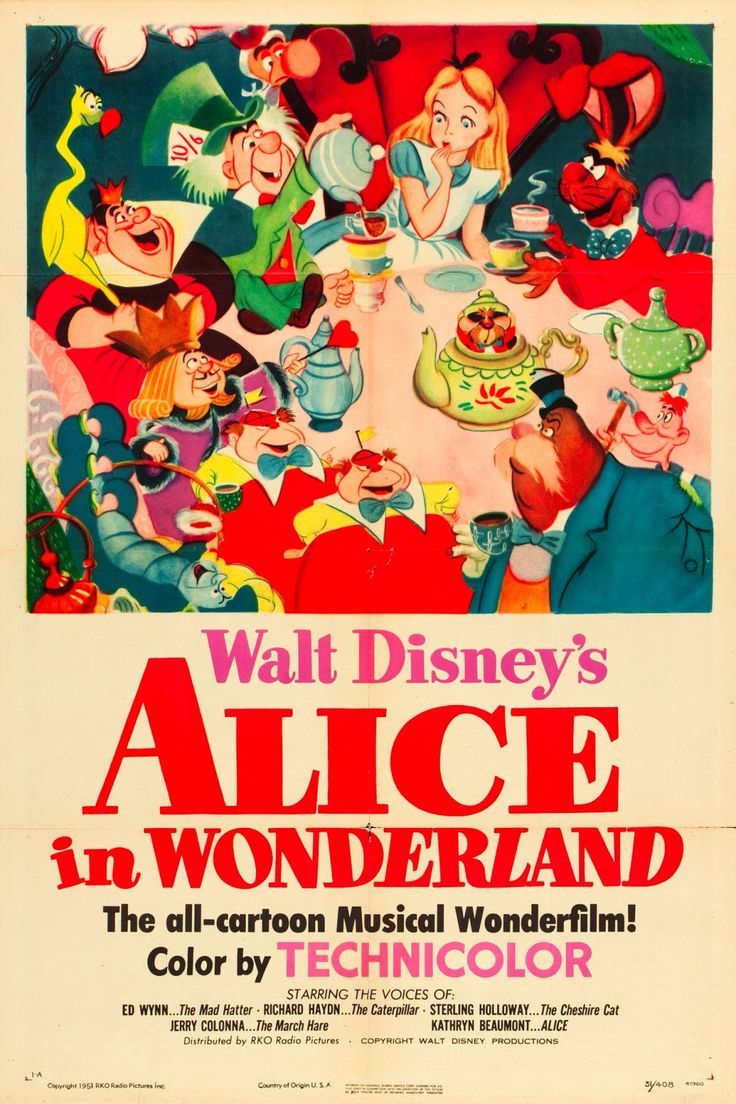 10/6
Walt Disney's
ALICE
in WONDERLAND
The all-cartoon Musical Wonderfilm!
Color by TECHNICOLOR
STARRING THE VOICES OF:
ED WYNN...The Mad Hatter · RICHARD HAYDN...The Caterpillar · STERLING HOLLOWAY...The Cheshire Cat
JERRY COLONNA...The March Hare KATHRYN BEAUMONT...ALICE
Distributed by RKO Radio Pictures · COPYRIGHT WALT DISNEY PRODUCTIONS
1-A
Copyright 1951 RKO Radio Pictures Inc. Country of Origin U.S.A. 51/408